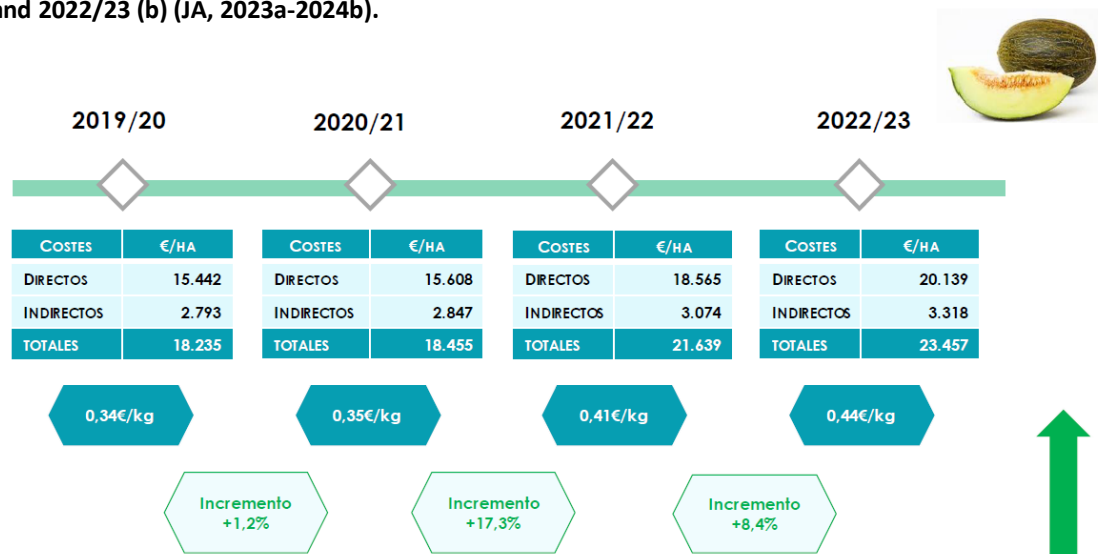 and 2022/23 (b) (JA, 2023a-2024b).
2019/20
2020/21
2021/22
2022/23
COSTES €/HA
DIRECTOS 15.442
INDIRECTOS 2.793
TOTALES 18.235
COSTES €/HA
DIRECTOS 15.608
INDIRECTOS 2.847
TOTALES 18.455
COSTES €/HA
DIRECTOS 18.565
INDIRECTOS 3.074
TOTALES 21.639
COSTES €/HA
DIRECTOS 20.139
INDIRECTOS 3.318
TOTALES 23.457
0,34€/kg
0,35€/kg
0,41€/kg
0,44€/kg
Incremento
+1,2%
Incremento
+17,3%
Incremento
+8,4%